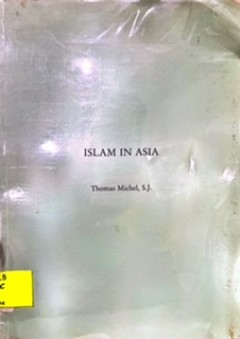 ISLAM IN ASIA
Thomas Michel, S.J.